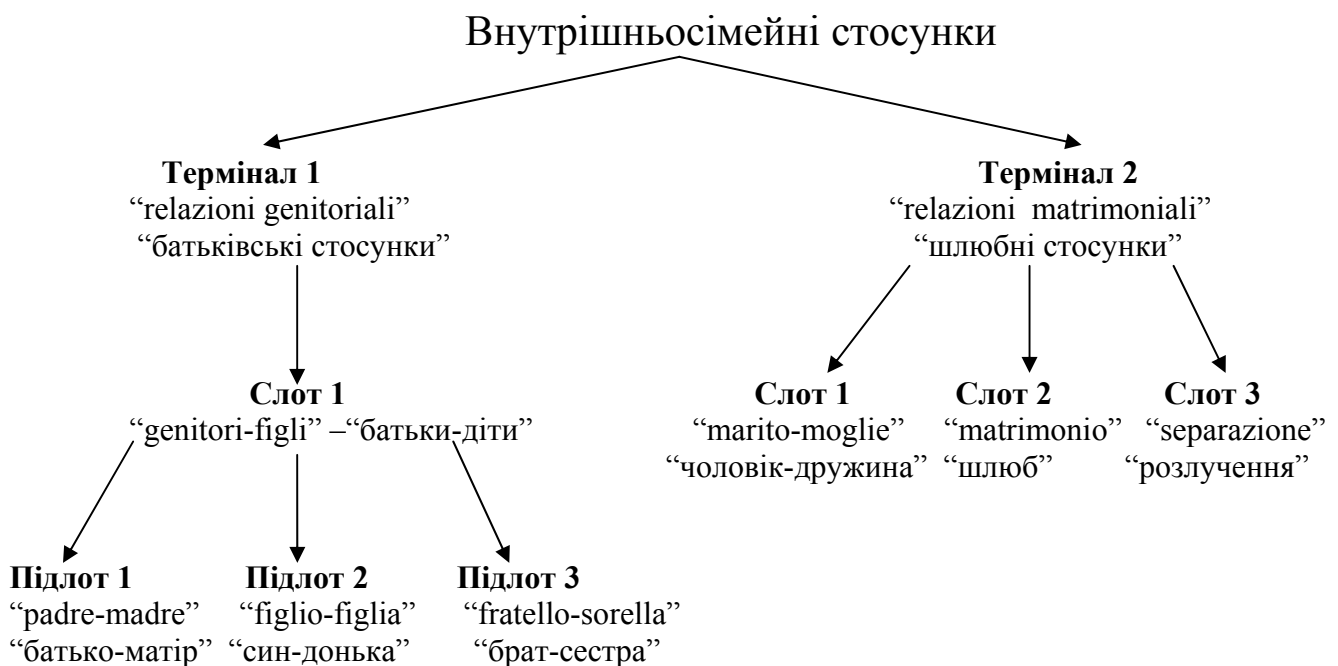 Внутрішньосімейні стосунки
Термінал 1
“relazioni genitoriali”
“батьківські стосунки”
Термінал 2
“relazioni matrimoniali”
“шлюбні стосунки”
Слот 1
“genitori-figli” –“батьки-діти”
Слот 1
“marito-moglie”
“чоловік-дружина”
Слот 2
“matrimonio”
“шлюб”
Слот 3
“separazione”
“розлучення”
Підлот 1
“padre-madre”
“батько-матір”
Підлот 2
“figlio-figlia”
“син-донька”
Підлот 3
“fratello-sorella”
“брат-сестра”